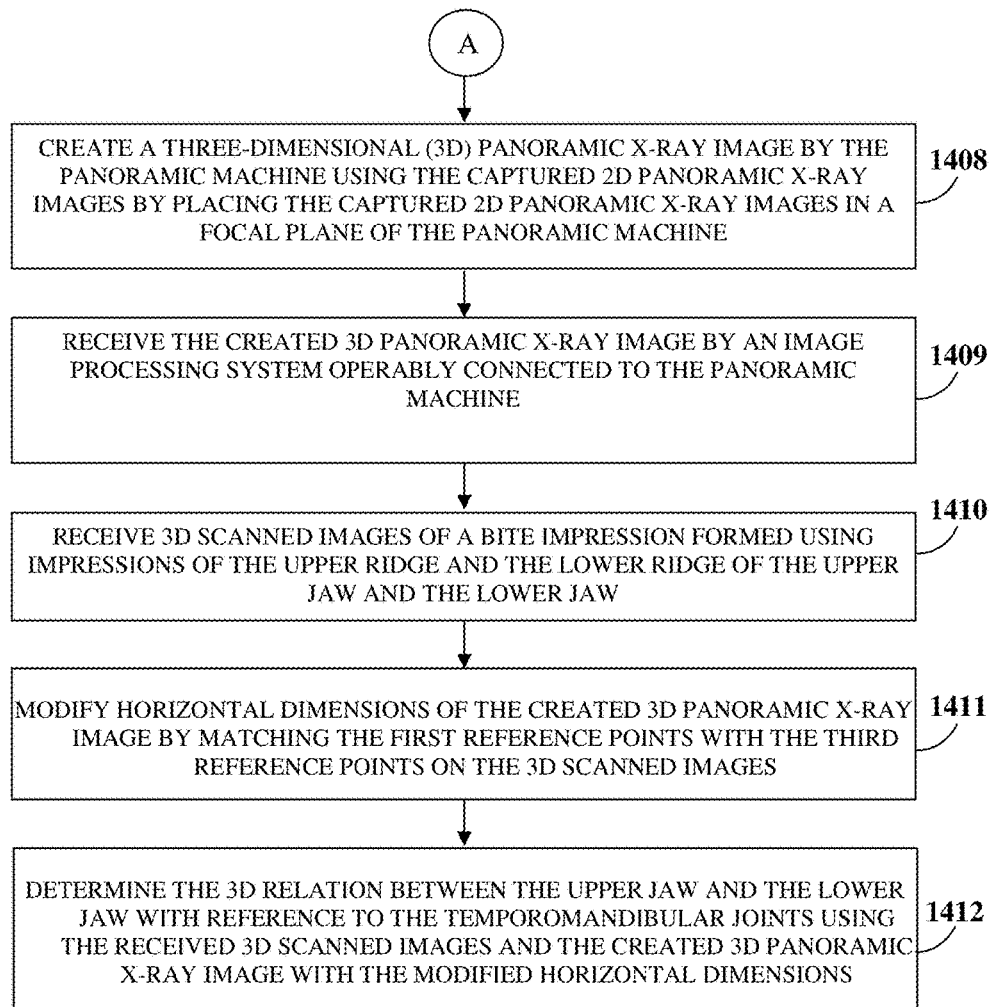 A
CREATE A THREE-DIMENSIONAL (3D) PANORAMIC X-RAY IMAGE BY THE
PANORAMIC MACHINE USING THE CAPTURED 2D PANORAMIC X-RAY
IMAGES BY PLACING THE CAPTURED 2D PANORAMIC X-RAY IMAGES IN A
FOCAL PLANE OF THE PANORAMIC MACHINE
1408
RECEIVE THE CREATED 3D PANORAMIC X-RAY IMAGE BY AN IMAGE
PROCESSING SYSTEM OPERABLY CONNECTED TO THE PANORAMIC
MACHINE
1409
RECEIVE 3D SCANNED IMAGES OF A BITE IMPRESSION FORMED USING
IMPRESSIONS OF THE UPPER RIDGE AND THE LOWER RIDGE OF THE UPPER
JAW AND THE LOWER JAW
1410
MODIFY HORIZONTAL DIMENSIONS OF THE CREATED 3D PANORAMIC X-RAY
IMAGE BY MATCHING THE FIRST REFERENCE POINTS WITH THE THIRD
REFERENCE POINTS ON THE 3D SCANNED IMAGES
1411
DETERMINE THE 3D RELATION BETWEEN THE UPPER JAW AND THE LOWER
JAW WITH REFERENCE TO THE TEMPOROMANDIBULAR JOINTS USING
THE RECEIVED 3D SCANNED IMAGES AND THE CREATED 3D PANORAMIC
X-RAY IMAGE WITH THE MODIFIED HORIZONTAL DIMENSIONS
1412